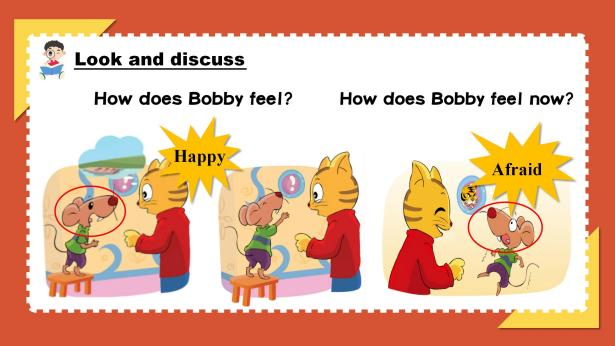 Look and discuss
How does Bobby feel?
How does Bobby feel now?
Happy
Afraid
?
!